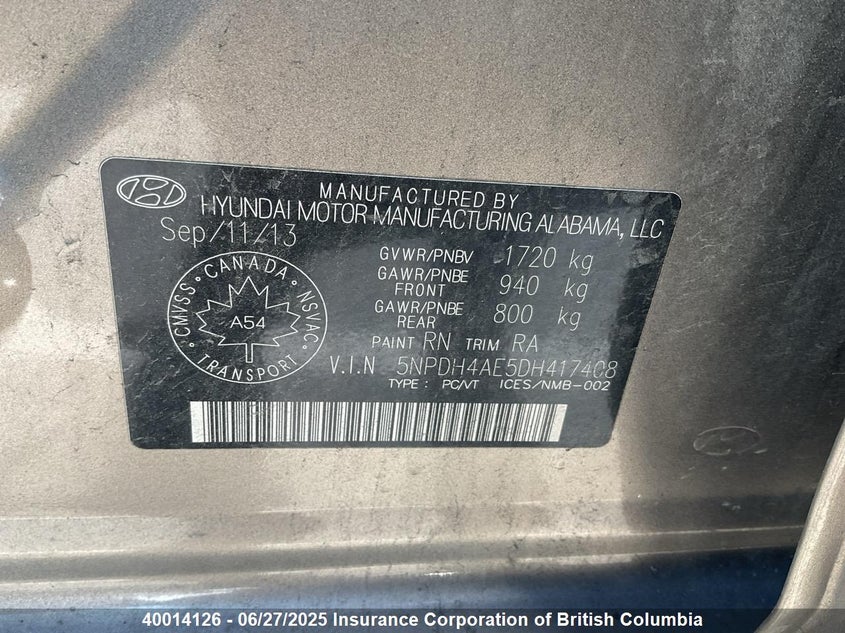 MANUFACTURED BY
HYUNDAI MOTOR MANUFACTURING ALABAMA, LLC
Sep/11/13
GVWR/PNBV 1720 kg
GAWR/PNBE FRONT 940 kg
GAWR/PNBE REAR 800 kg
PAINT RN TRIM RA
V.I.N 5NPDH4AE5DH417408
TYPE : PC/VT ICES/NMB-002
CANADA
CMVSS NSVAC
A54
TRANSPORT
40014126 - 06/27/2025 Insurance Corporation of British Columbia